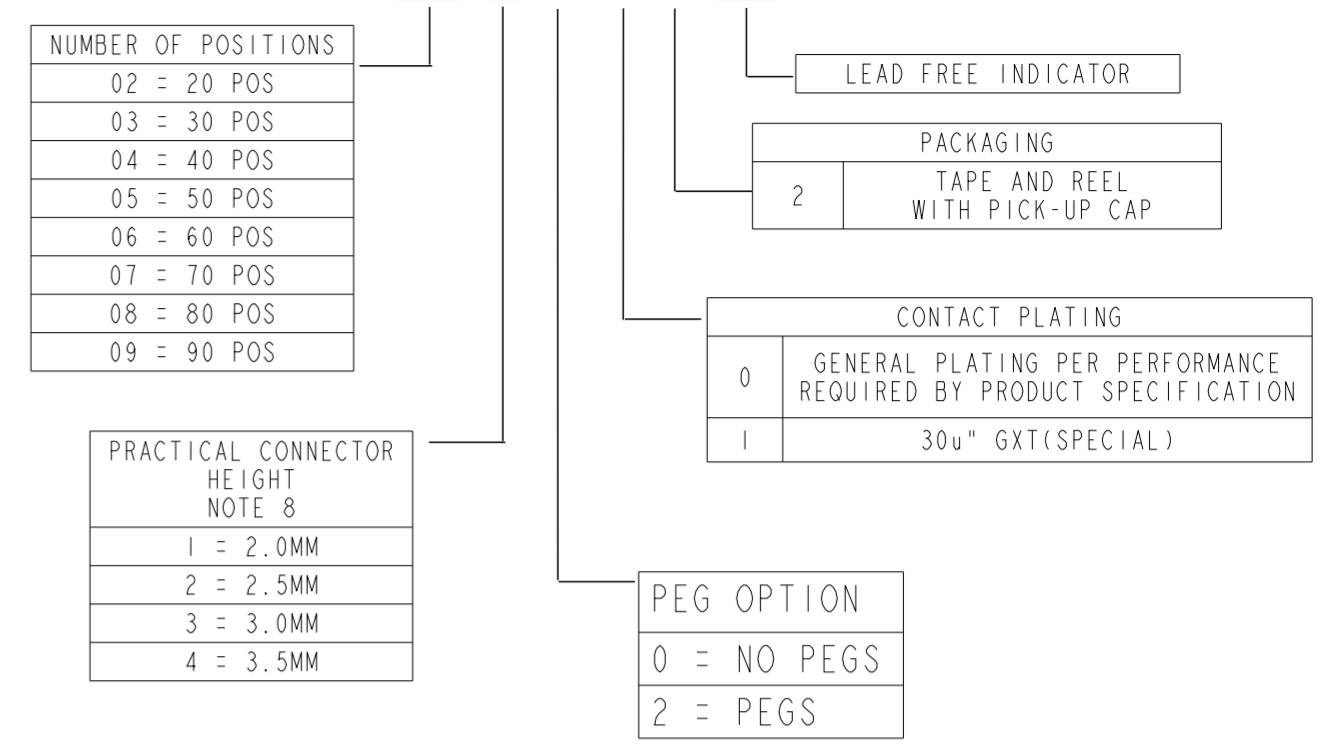 NUMBER OF POSITIONS
02 = 20 POS
03 = 30 POS
04 = 40 POS
05 = 50 POS
06 = 60 POS
07 = 70 POS
08 = 80 POS
09 = 90 POS
PRACTICAL CONNECTOR
HEIGHT
NOTE 8
1 = 2.0MM
2 = 2.5MM
3 = 3.0MM
4 = 3.5MM
LEAD FREE INDICATOR
PACKAGING
2 TAPE AND REEL
WITH PICK-UP CAP
CONTACT PLATING
0 GENERAL PLATING PER PERFORMANCE
REQUIRED BY PRODUCT SPECIFICATION
1 30u" GXT(SPECIAL)
PEG OPTION
0 = NO PEGS
2 = PEGS